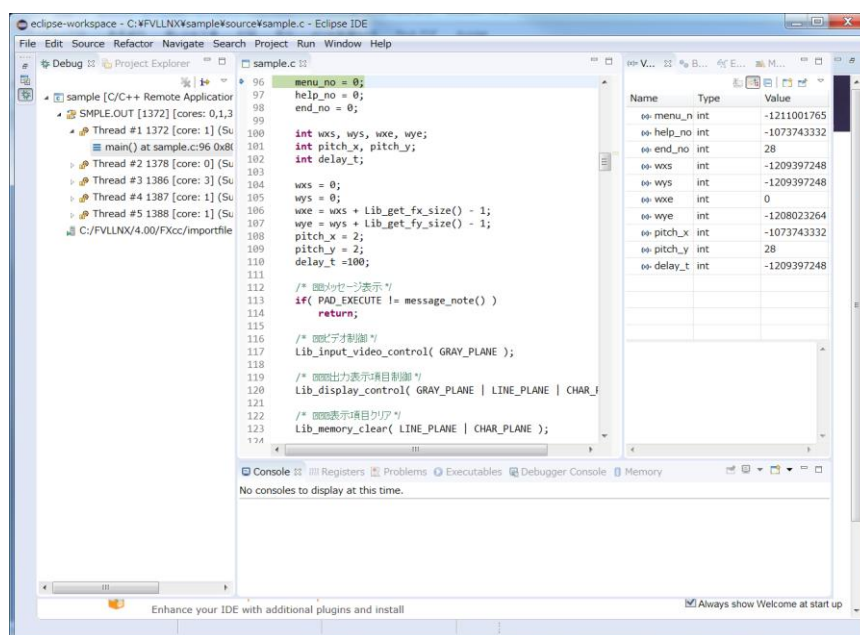 eclipse-workspace - C:¥FVLLNX¥sample¥source¥sample.c - Eclipse IDE
File Edit Source Refactor Navigate Search Project Run Window Help
Debug Project Explorer
sample [C/C++ Remote Application
SMPLE.OUT [1372] [cores: 0,1,3
Thread #1 1372 [core: 1] (Su
main() at sample.c:96 0x80
Thread #2 1378 [core: 0] (Su
Thread #3 1386 [core: 3] (Su
Thread #4 1387 [core: 1] (Su
Thread #5 1388 [core: 1] (Su
C:/FVLLNX/4.00/FXcc/importfile
sample.c
96 menu_no = 0;
97 help_no = 0;
98 end_no = 0;
99
100 int wxs, wys, wxe, wye;
101 int pitch_x, pitch_y;
102 int delay_t;
103
104 wxs = 0;
105 wys = 0;
106 wxe = wxs + Lib_get_fx_size() - 1;
107 wye = wys + Lib_get_fy_size() - 1;
108 pitch_x = 2;
109 pitch_y = 2;
110 delay_t =100;
111
112 /* メッセージ表示 */
113 if( PAD_EXECUTE != message_note() )
114 return;
115
116 /* ビデオ制御 */
117 Lib_input_video_control( GRAY_PLANE );
118
119 /* 出力表示項目制御 */
120 Lib_display_control( GRAY_PLANE | LINE_PLANE | CHAR_F
121
122 /* 表示項目クリア */
123 Lib_memory_clear( LINE_PLANE | CHAR_PLANE );
124
V... B... E... M...
Name Type Value
menu_n int -1211001765
help_no int -1073743332
end_no int 28
wxs int -1209397248
wys int -1209397248
wxe int 0
wye int -1208023264
pitch_x int -1073743332
pitch_y int 28
delay_t int -1209397248
Console Registers Problems Executables Debugger Console Memory
No consoles to display at this time.
Enhance your IDE with additional plugins and install
Always show Welcome at start up